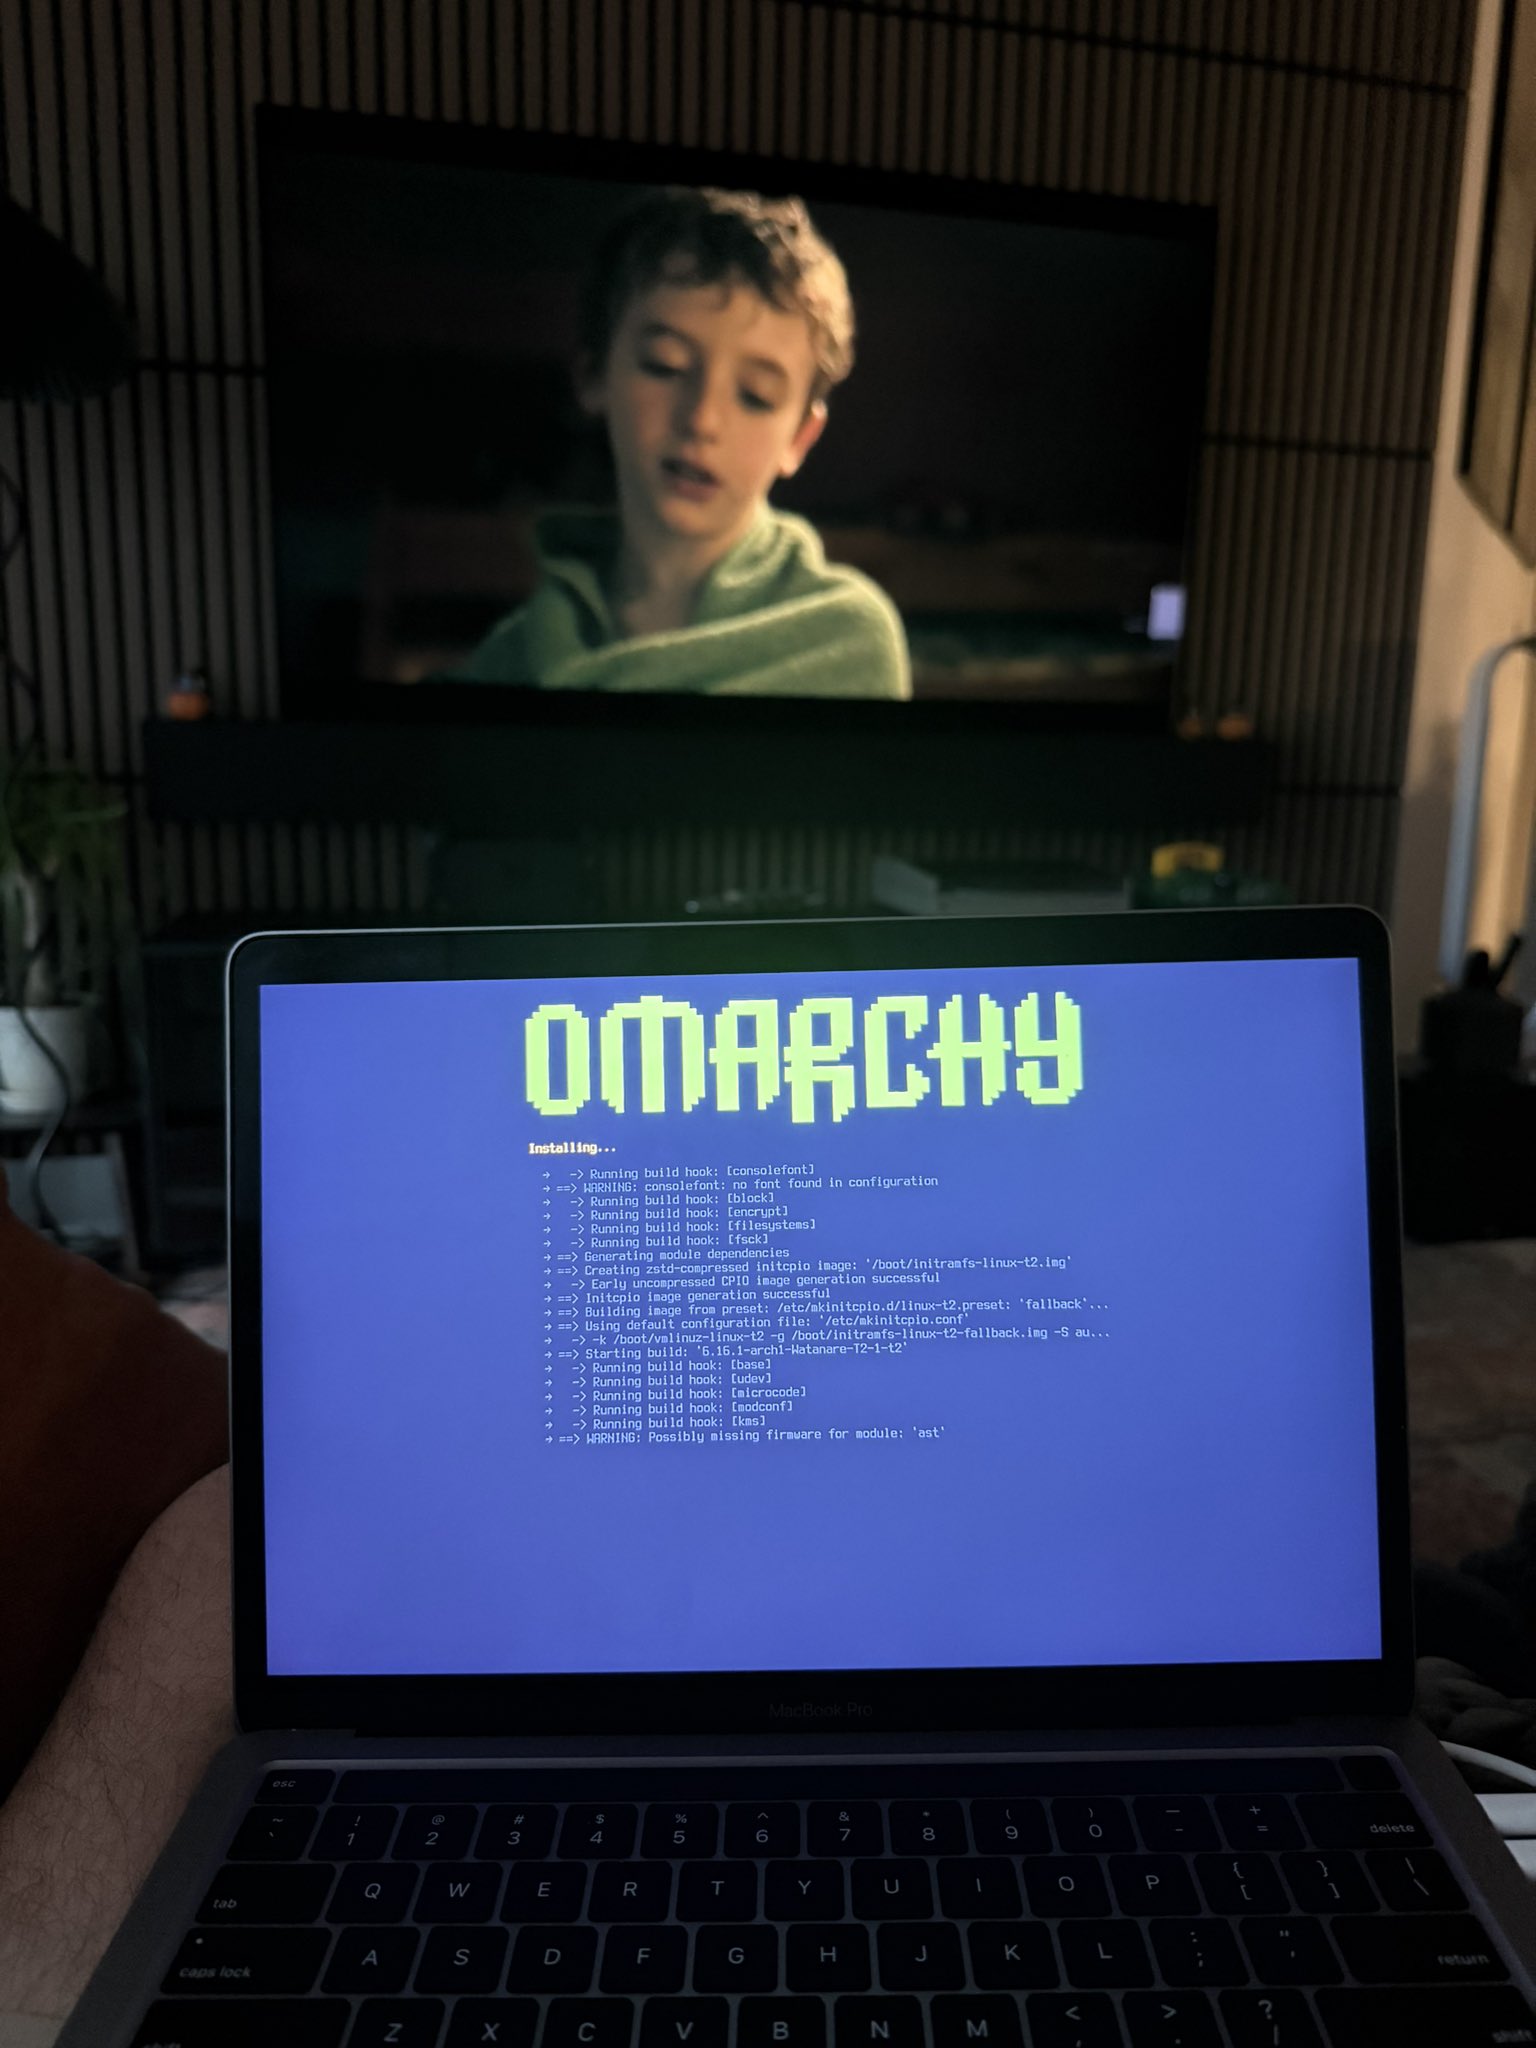 OMARCHY
Installing...
→ -> Running build hook: [consolefont]
→ ==> WARNING: consolefont: no font found in configuration
→ -> Running build hook: [block]
→ -> Running build hook: [encrypt]
→ -> Running build hook: [filesystems]
→ -> Running build hook: [fsck]
→ ==> Generating module dependencies
→ ==> Creating zstd-compressed initcpio image: '/boot/initramfs-linux-t2.img'
→ -> Early uncompressed CPIO image generation successful
→ ==> Initcpio image generation successful
→ ==> Building image from preset: /etc/mkinitcpio.d/linux-t2.preset: 'fallback'...
→ ==> Using default configuration file: '/etc/mkinitcpio.conf'
→ -> -k /boot/vmlinuz-linux-t2 -g /boot/initramfs-linux-t2-fallback.img -S au...
→ ==> Starting build: '6.16.1-arch1-Watanare-T2-1-t2'
→ -> Running build hook: [base]
→ -> Running build hook: [udev]
→ -> Running build hook: [microcode]
→ -> Running build hook: [modconf]
→ -> Running build hook: [kms]
→ ==> WARNING: Possibly missing firmware for module: 'ast'
MacBook Pro
esc
~ ! @ # $ % ^ & * ( ) — +
` 1 2 3 4 5 6 7 8 9 0 - = delete
tab Q W E R T Y U I O P { [ } ] | \
caps lock A S D F G H J K L : ; " ' return
shift Z X C V B N M < , > . ? / shift